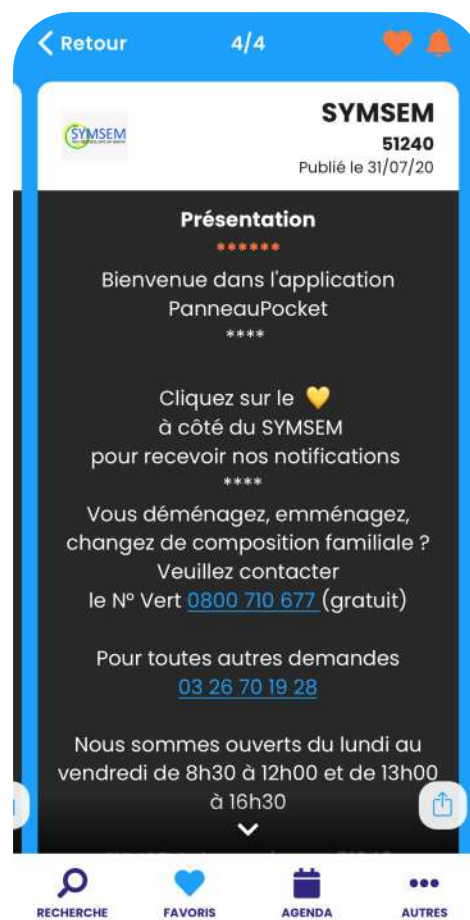 Retour
4/4
SYMSEM
SYMSEM
51240
Publié le 31/07/20
Présentation
******
Bienvenue dans l'application
PanneauPocket
****
Cliquez sur le 💛
à côté du SYMSEM
pour recevoir nos notifications
****
Vous déménagez, emménagez,
changez de composition familiale ?
Veuillez contacter
le N° Vert 0800 710 677 (gratuit)
Pour toutes autres demandes
03 26 70 19 28
Nous sommes ouverts du lundi au
vendredi de 8h30 à 12h00 et de 13h00
à 16h30
RECHERCHE
FAVORIS
AGENDA
AUTRES